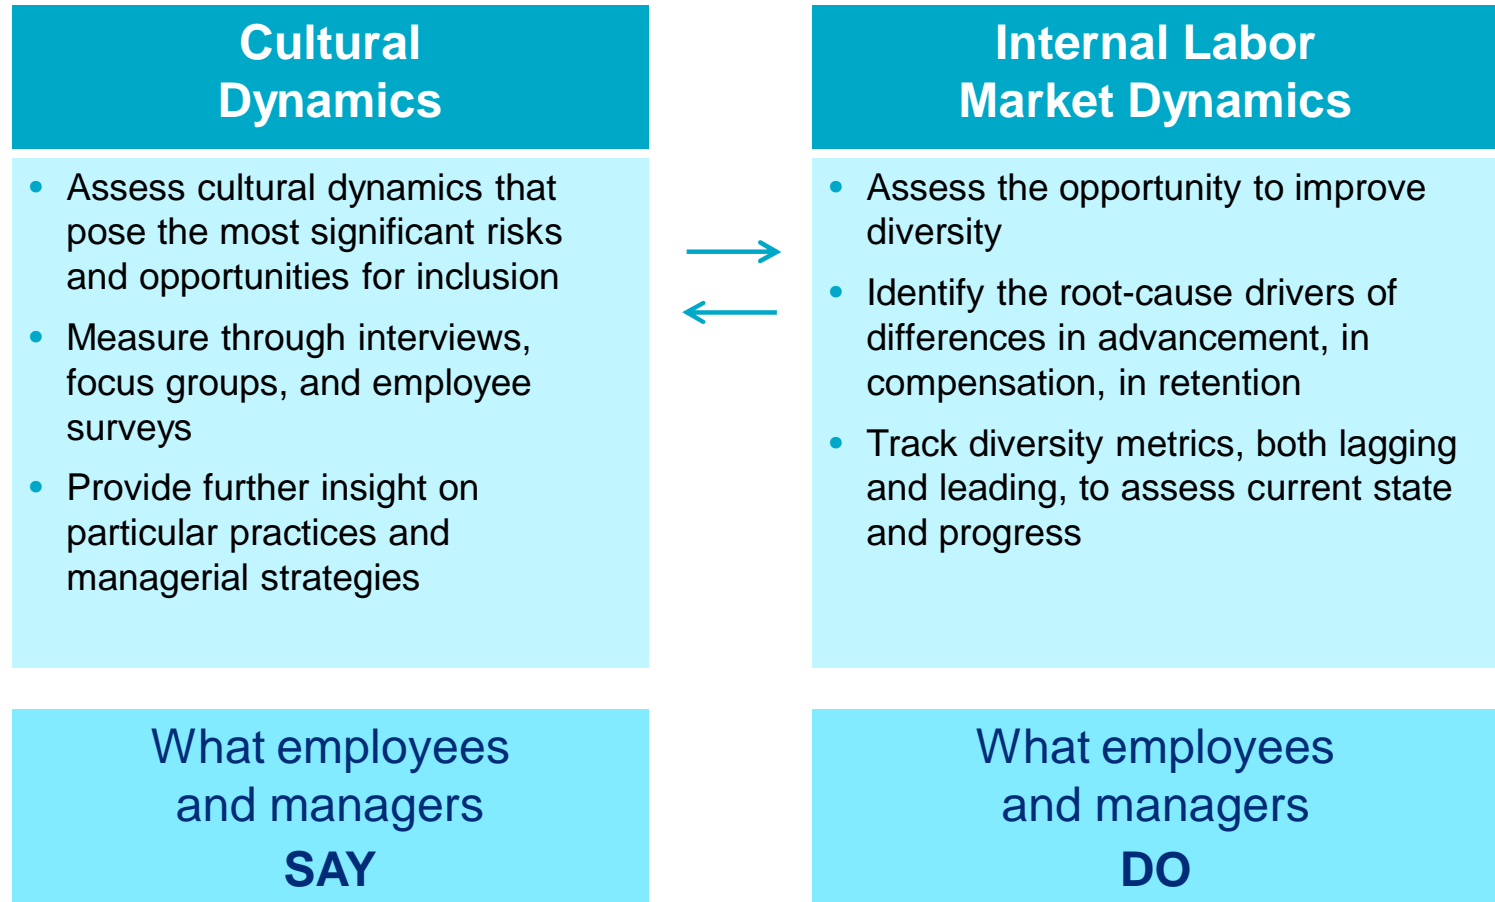 Cultural
Dynamics
• Assess cultural dynamics that
pose the most significant risks
and opportunities for inclusion
• Measure through interviews,
focus groups, and employee
surveys
• Provide further insight on
particular practices and
managerial strategies
What employees
and managers
SAY
Internal Labor
Market Dynamics
• Assess the opportunity to improve
diversity
• Identify the root-cause drivers of
differences in advancement, in
compensation, in retention
• Track diversity metrics, both lagging
and leading, to assess current state
and progress
What employees
and managers
DO